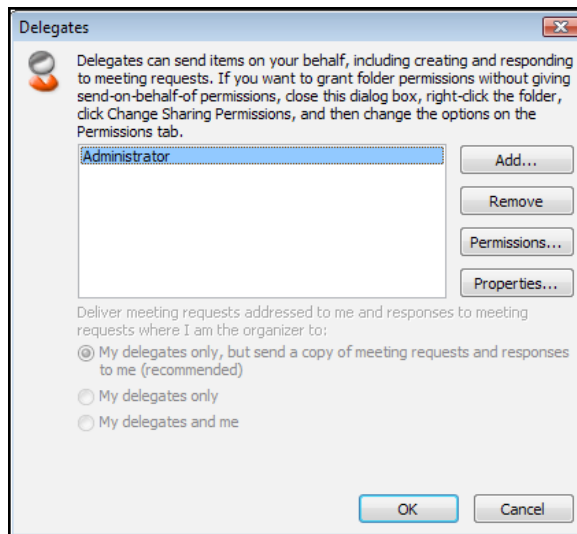 Delegates
Delegates can send items on your behalf, including creating and responding
to meeting requests. If you want to grant folder permissions without giving
send-on-behalf-of permissions, close this dialog box, right-click the folder,
click Change Sharing Permissions, and then change the options on the
Permissions tab.
Administrator
Add...
Remove
Permissions...
Properties...
Deliver meeting requests addressed to me and responses to meeting
requests where I am the organizer to:
My delegates only, but send a copy of meeting requests and responses
to me (recommended)
My delegates only
My delegates and me
OK
Cancel